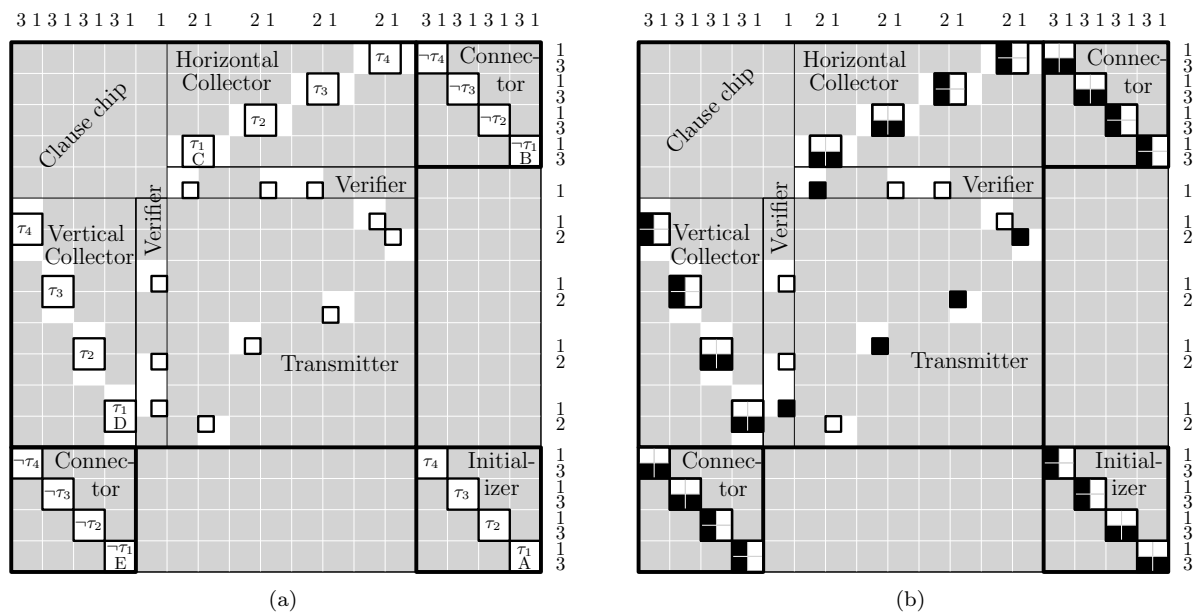 3 1 3 1 3 1 3 1 1 2 1 2 1 2 1 2 1 3 1 3 1 3 1 3 1
Clause chip
Horizontal
Collector
τ4
τ3
τ2
τ1
C
¬τ4
¬τ3
¬τ2
¬τ1
B
Connec-
tor
Verifier
Verifier
τ4
τ3
τ2
τ1
D
Vertical
Collector
Transmitter
¬τ4
¬τ3
¬τ2
¬τ1
E
Connec-
tor
τ4
τ3
τ2
τ1
A
Initial-
izer
1
3
1
3
1
3
1
3
1
1
2
1
2
1
2
1
2
1
3
1
3
1
3
1
3
(a)
3 1 3 1 3 1 3 1 1 2 1 2 1 2 1 2 1 3 1 3 1 3 1 3 1
Clause chip
Horizontal
Collector
Connec-
tor
Verifier
Verifier
Vertical
Collector
Transmitter
Connec-
tor
Initial-
izer
1
3
1
3
1
3
1
3
1
1
2
1
2
1
2
1
2
1
3
1
3
1
3
1
3
(b)